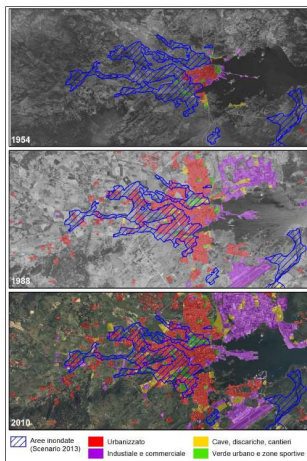 1954
1988
2010
Aree inondate
(Scenario 2013)
Urbanizzato
Industiale e commerciale
Cave, discariche, cantieri
Verde urbano e zone sportive